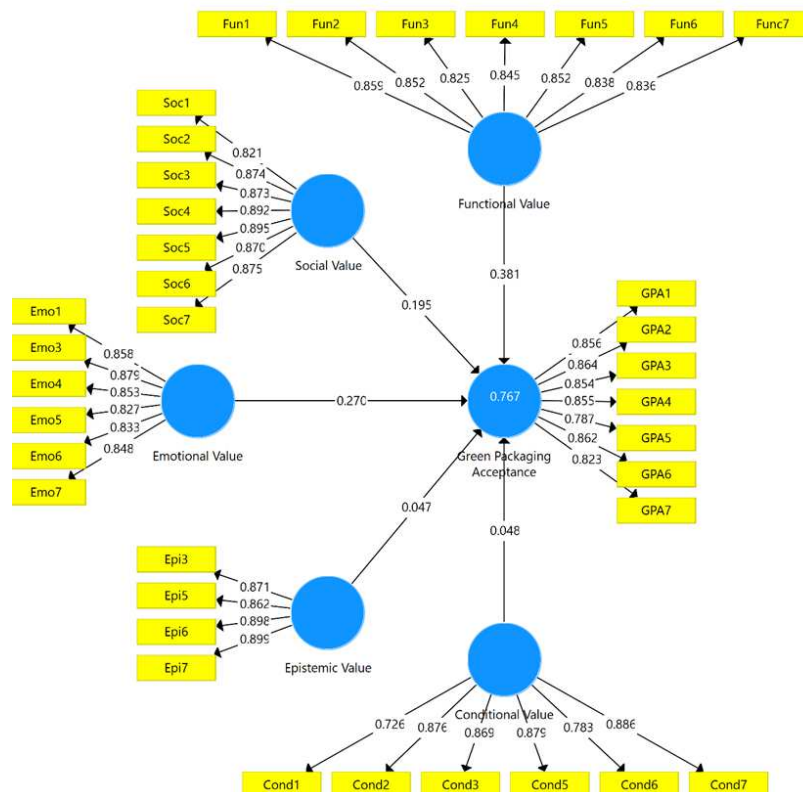 Fun1 Fun2 Fun3 Fun4 Fun5 Fun6 Func7
0.859 0.852 0.825 0.845 0.852 0.838 0.836
Functional Value
Soc1
Soc2
Soc3
Soc4
Soc5
Soc6
Soc7
0.821
0.874
0.873
0.892
0.895
0.870
0.875
Social Value
0.381
0.195
Emo1
Emo3
Emo4
Emo5
Emo6
Emo7
0.858
0.879
0.853
0.827
0.833
0.848
Emotional Value
0.270
0.767
Green Packaging
Acceptance
0.856
0.864
0.854
0.855
0.787
0.862
0.823
GPA1
GPA2
GPA3
GPA4
GPA5
GPA6
GPA7
0.047
0.048
Epi3
Epi5
Epi6
Epi7
0.871
0.862
0.898
0.899
Epistemic Value
Conditional Value
0.726 0.876 0.869 0.879 0.783 0.886
Cond1 Cond2 Cond3 Cond5 Cond6 Cond7